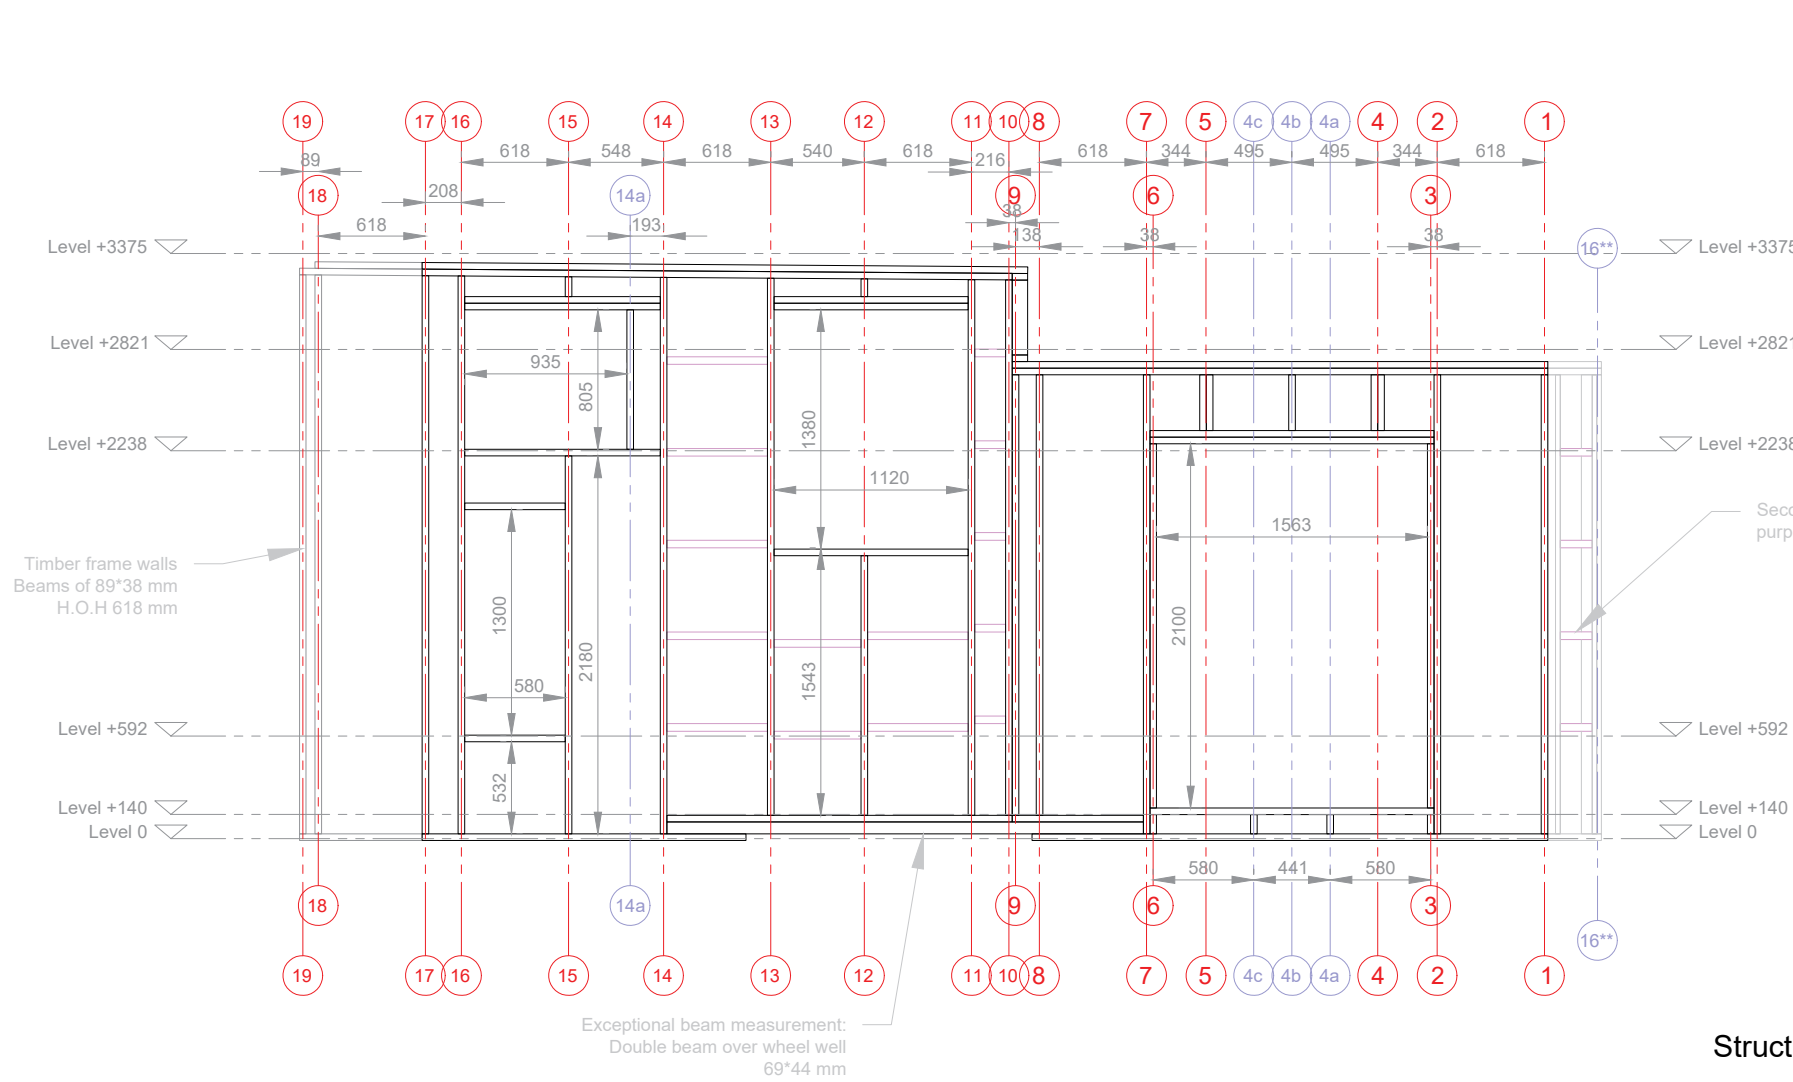 19 17 16 15 14 13 12 11 10 8 7 5 4c 4b 4a 4 2 1
89 618 548 618 540 618 216 618 344 495 495 344 618
18 208 14a 9 6 3
618 193 38 138 38 38
Level +3375 16** Level +3375
Level +2821 Level +2821
935
805
1380
Level +2238 Level +2238
1120
Seco
purp
1563
Timber frame walls
Beams of 89*38 mm
H.O.H 618 mm
1300
2100
2180
1543
580
Level +592 Level +592
532
Level +140 Level +140
Level 0 Level 0
580 441 580
18 14a 9 6 3
16**
19 17 16 15 14 13 12 11 10 8 7 5 4c 4b 4a 4 2 1
Exceptional beam measurement:
Double beam over wheel well
69*44 mm
Struct